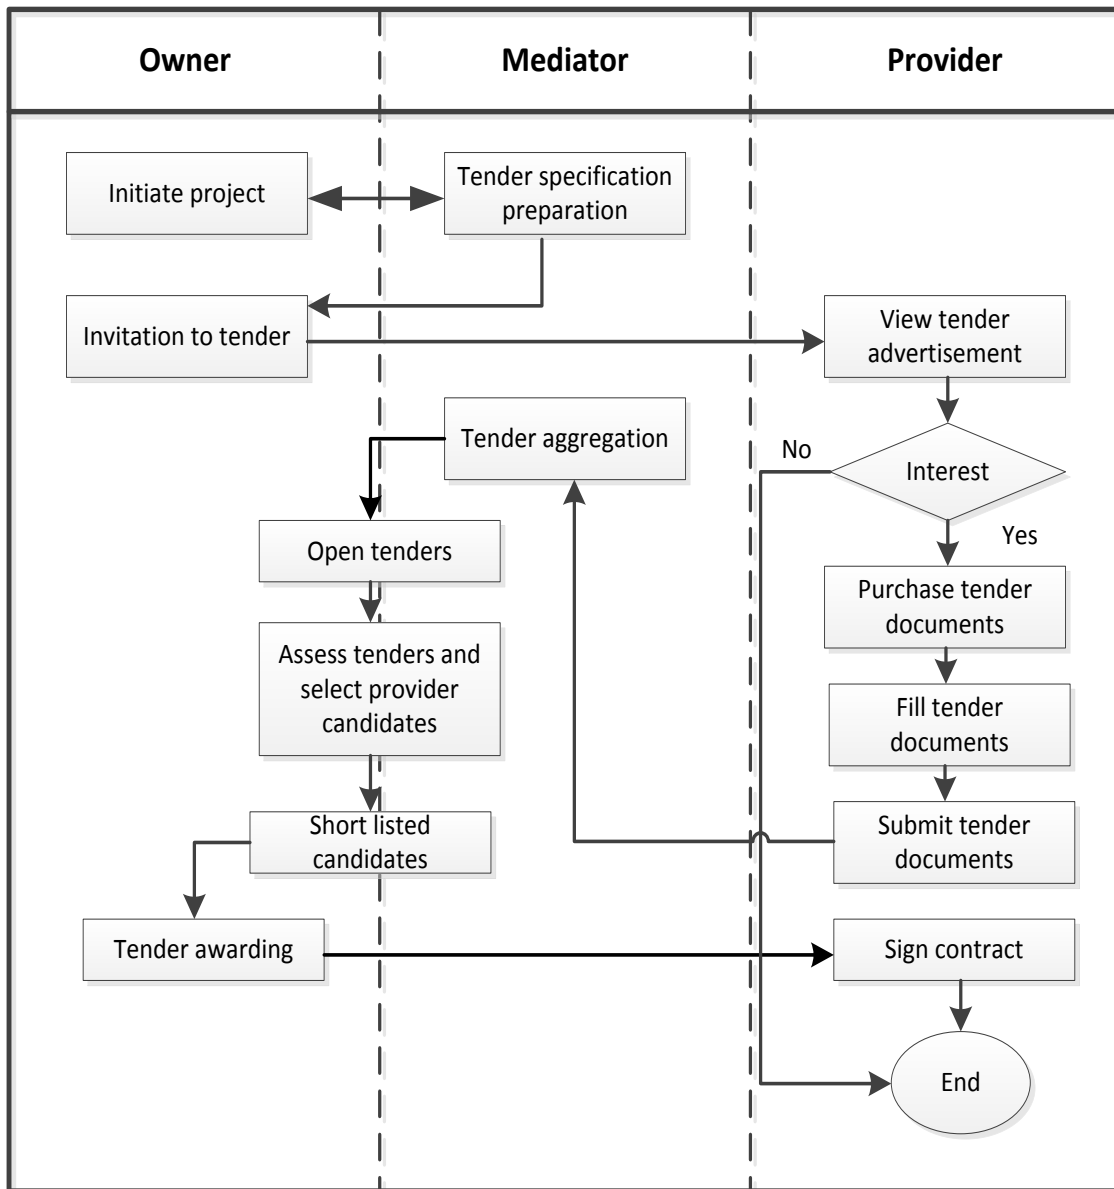 Owner
Mediator
Provider
Initiate project
Tender specification
preparation
Invitation to tender
View tender
advertisement
Tender aggregation
No
Interest
Yes
Open tenders
Purchase tender
documents
Assess tenders and
select provider
candidates
Fill tender
documents
Short listed
candidates
Submit tender
documents
Tender awarding
Sign contract
End